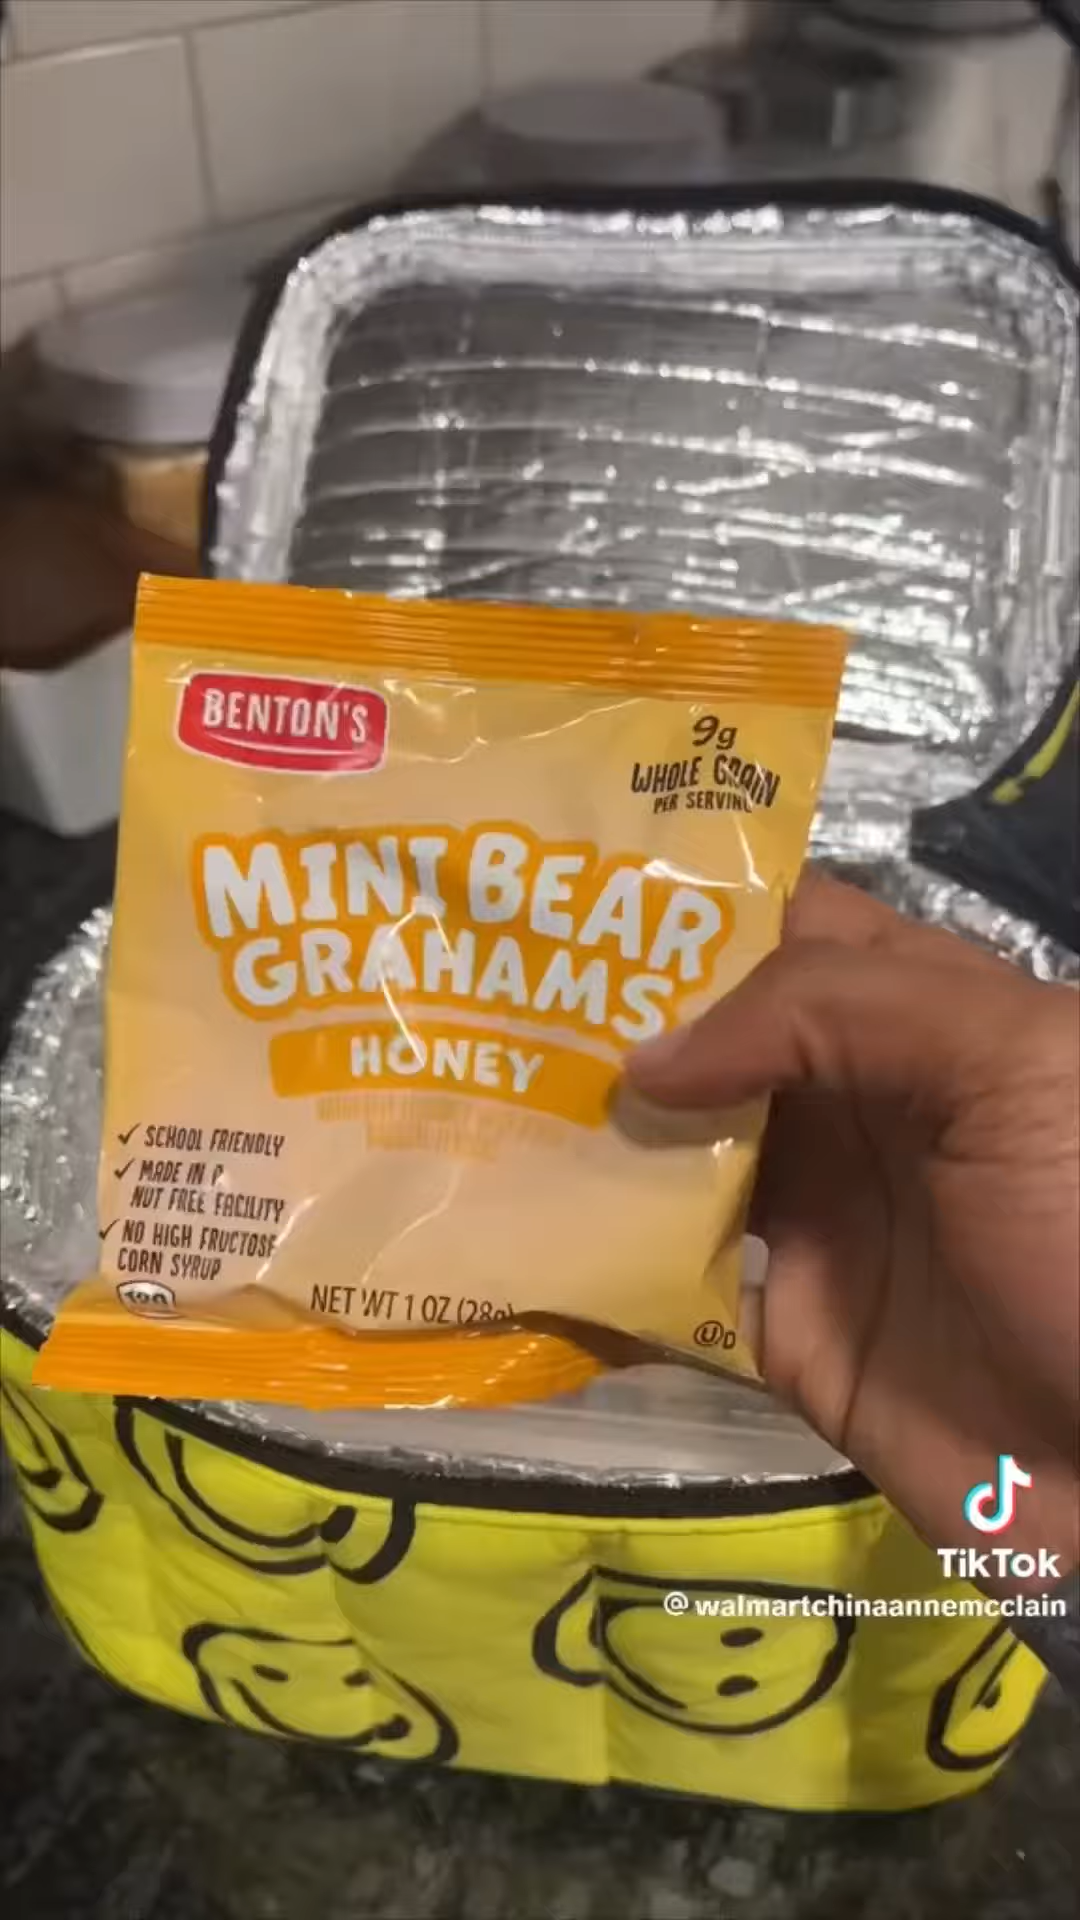 BENTON'S
9g
WHOLE GRAIN
PER SERVING
MINI BEAR
GRAHAMS
HONEY
✓ SCHOOL FRIENDLY
✓ MADE IN A
NUT FREE FACILITY
✓ NO HIGH FRUCTOSE
CORN SYRUP
NET WT 1 OZ (28g)
U D
TikTok
@walmartchinaannemcclain